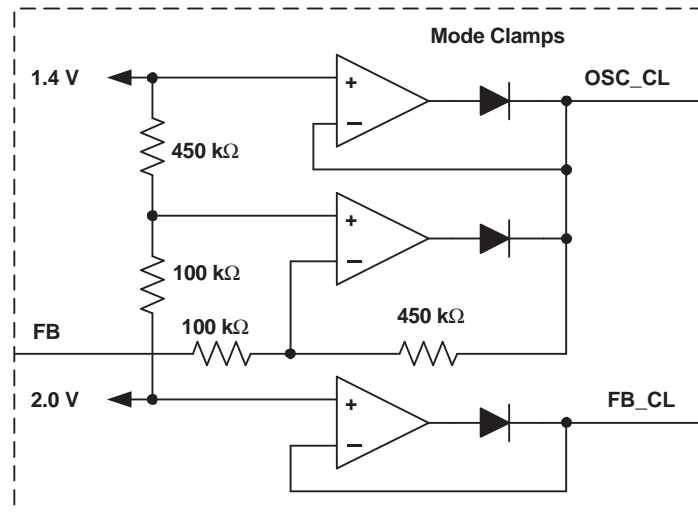 Mode Clamps
1.4 V
+
−
OSC_CL
450 kΩ
+
−
100 kΩ
450 kΩ
FB
100 kΩ
2.0 V
+
−
FB_CL